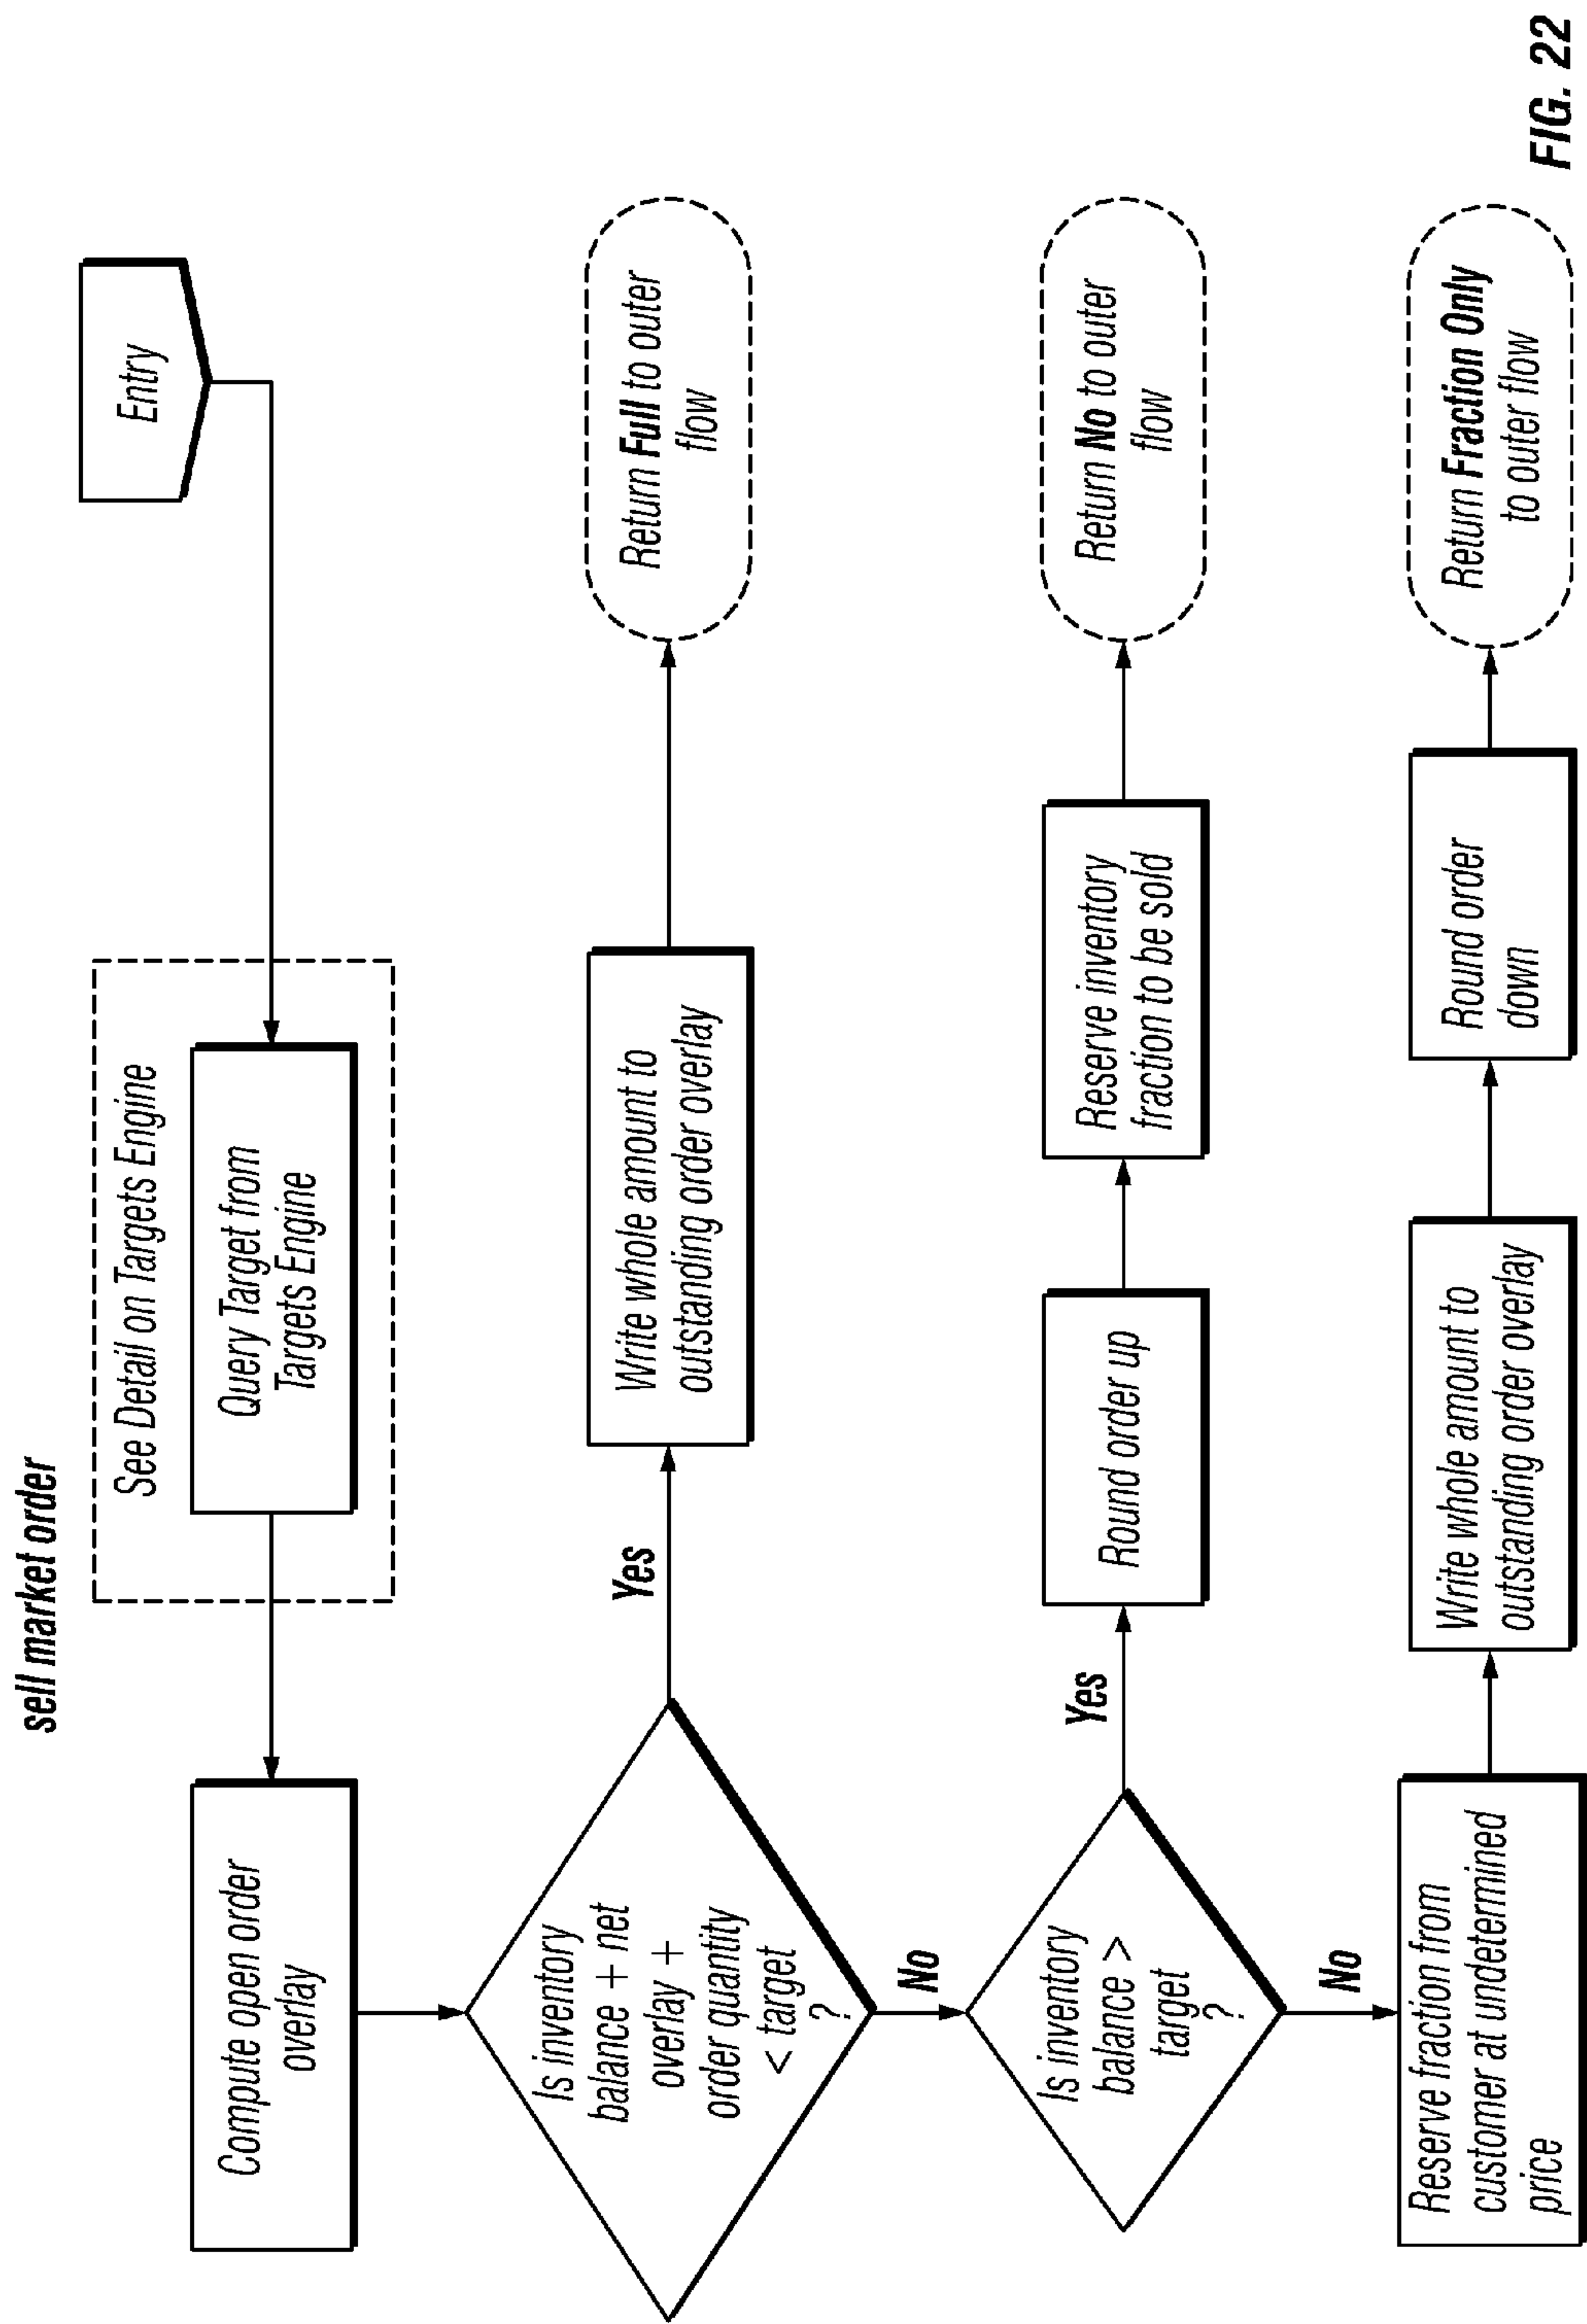 sell market order
Entry
See Detail on Targets Engine
Query Target from
Targets Engine
Compute open order
overlay
Is inventory
balance + net
overlay +
order quantity
< target
?
Yes
Write whole amount to
outstanding order overlay
Return Full to outer
flow
No
Is inventory
balance >
target
?
Yes
Round order up
Reserve inventory
fraction to be sold
Return No to outer
flow
No
Reserve fraction from
customer at undetermined
price
Write whole amount to
outstanding order overlay
Round order
down
Return Fraction Only
to outer flow
FIG. 22